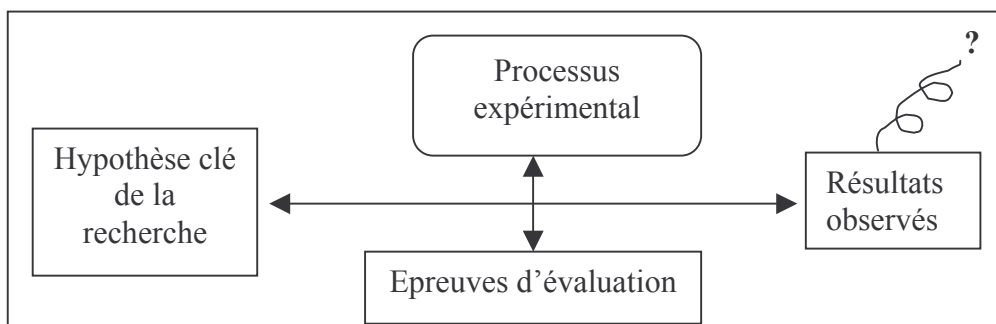 ?
Processus
expérimental
Hypothèse clé
de la
recherche
Résultats
observés
Epreuves d’évaluation